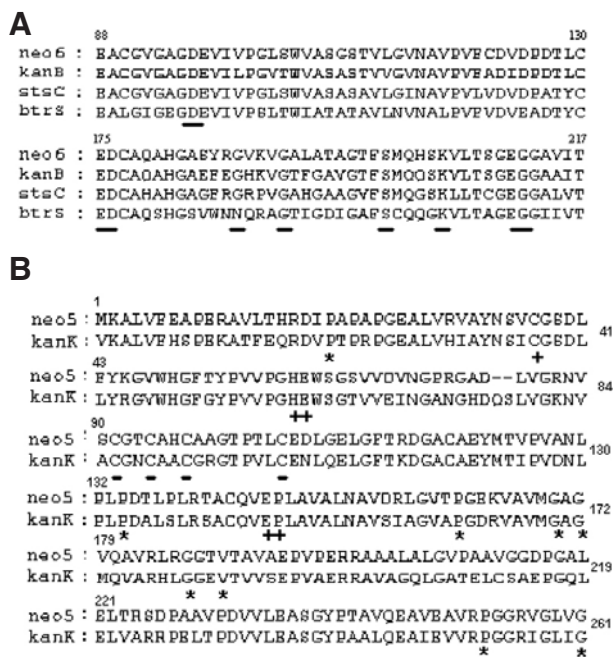 A
88 130
neo6 : EACGVGAGDEVIVPGLSWVASGSTVLGVNAVPVFCDVDPDTLC
kanB : EACGVGAGDEVILPGVTWVASASTVVGVNAVPVFADIDPDTLC
stsC : EACGVGAGDEVIVPGLSWVASASAVLGINAVPVLVDVDPATYC
btrS : EALGIGEGDEVIVPSLTWIATATAVLNVNALPVFVDVEADTYC
175 217
neo6 : EDCAQAHGAEYRGVKVGALATAGTFSMQHSKVLTSGEGGAVIT
kanB : EDCAQAHGAEFEGHKVGTFGAVGTFSMQQSKVLTSGEGGAAIT
stsC : EDCAHAHGAGFRGRPVGAHGAAGVFSMQGSKLLTCGEGGALVT
btrS : EDCAQSHGSVWNNQRAGTIGDIGAFSCQQGKVLTAGEGGIIVT
B
1
neo5 : MKALVFEAPERAVLTHRDIPAPAPGEALVRVAYNSVCGSDL
kanK : VKALVFHSPEKATFEQRDVPTPRPGEALVHIAYNSICGSDL 41
* +
43
neo5 : FYKGVWHGFTYPVVPGHEWSGSVVDVNGPRGAD--LVGRNV
kanK : LYRGVWHGFGYPVVPGHEWSGTVVEINGANGHDQSLVGKNV 84
++
90
neo5 : SCGTCAHCAAGTPTLCEDLGELGFTRDGACAEYMTVPVANL
kanK : ACGNCAACGRGTPVLCENLQELGFTRDGACAEYMTIPVDNL 130
132
neo5 : PLPDTLPLRTACQVEPLAVALNAVDRLGVTPGEKVAVMGAG
kanK : PLPDALSLRSACQVEPLAVALNAVSIAGVAPGDRVAVMGAG 172
* ++ * * *
179
neo5 : VQAVRLRGGTVTAVAEPVPERRAAALALGVPAAVGGDPGAL
kanK : MQVARHLGGEVTVVSEPVAERRAVAGQLGATELCSAEPGQL 219
* *
221
neo5 : ELTRSDPAAVPDVVLEASGYPTAVQEAVEAVRPGGRVGLVG
kanK : ELVARRPELTPDVVLEASGYPAALQEAIEVVRPGGRIGLIG 261
* *